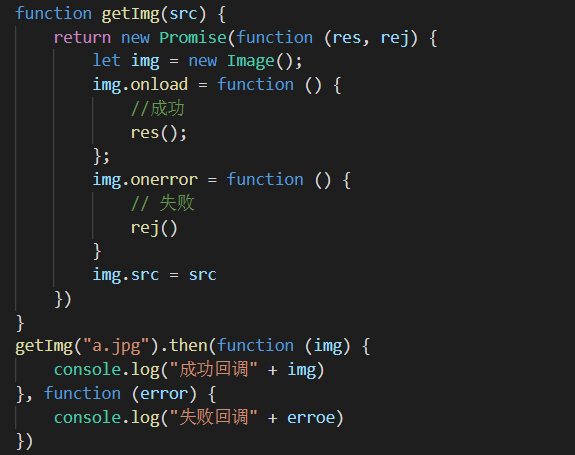 function getImg(src) {
    return new Promise(function (res, rej) {
        let img = new Image();
        img.onload = function () {
            //成功
            res();
        };
        img.onerror = function () {
            // 失败
            rej()
        }
        img.src = src
    })
}
getImg("a.jpg").then(function (img) {
    console.log("成功回调" + img)
}, function (error) {
    console.log("失败回调" + erroe)
})